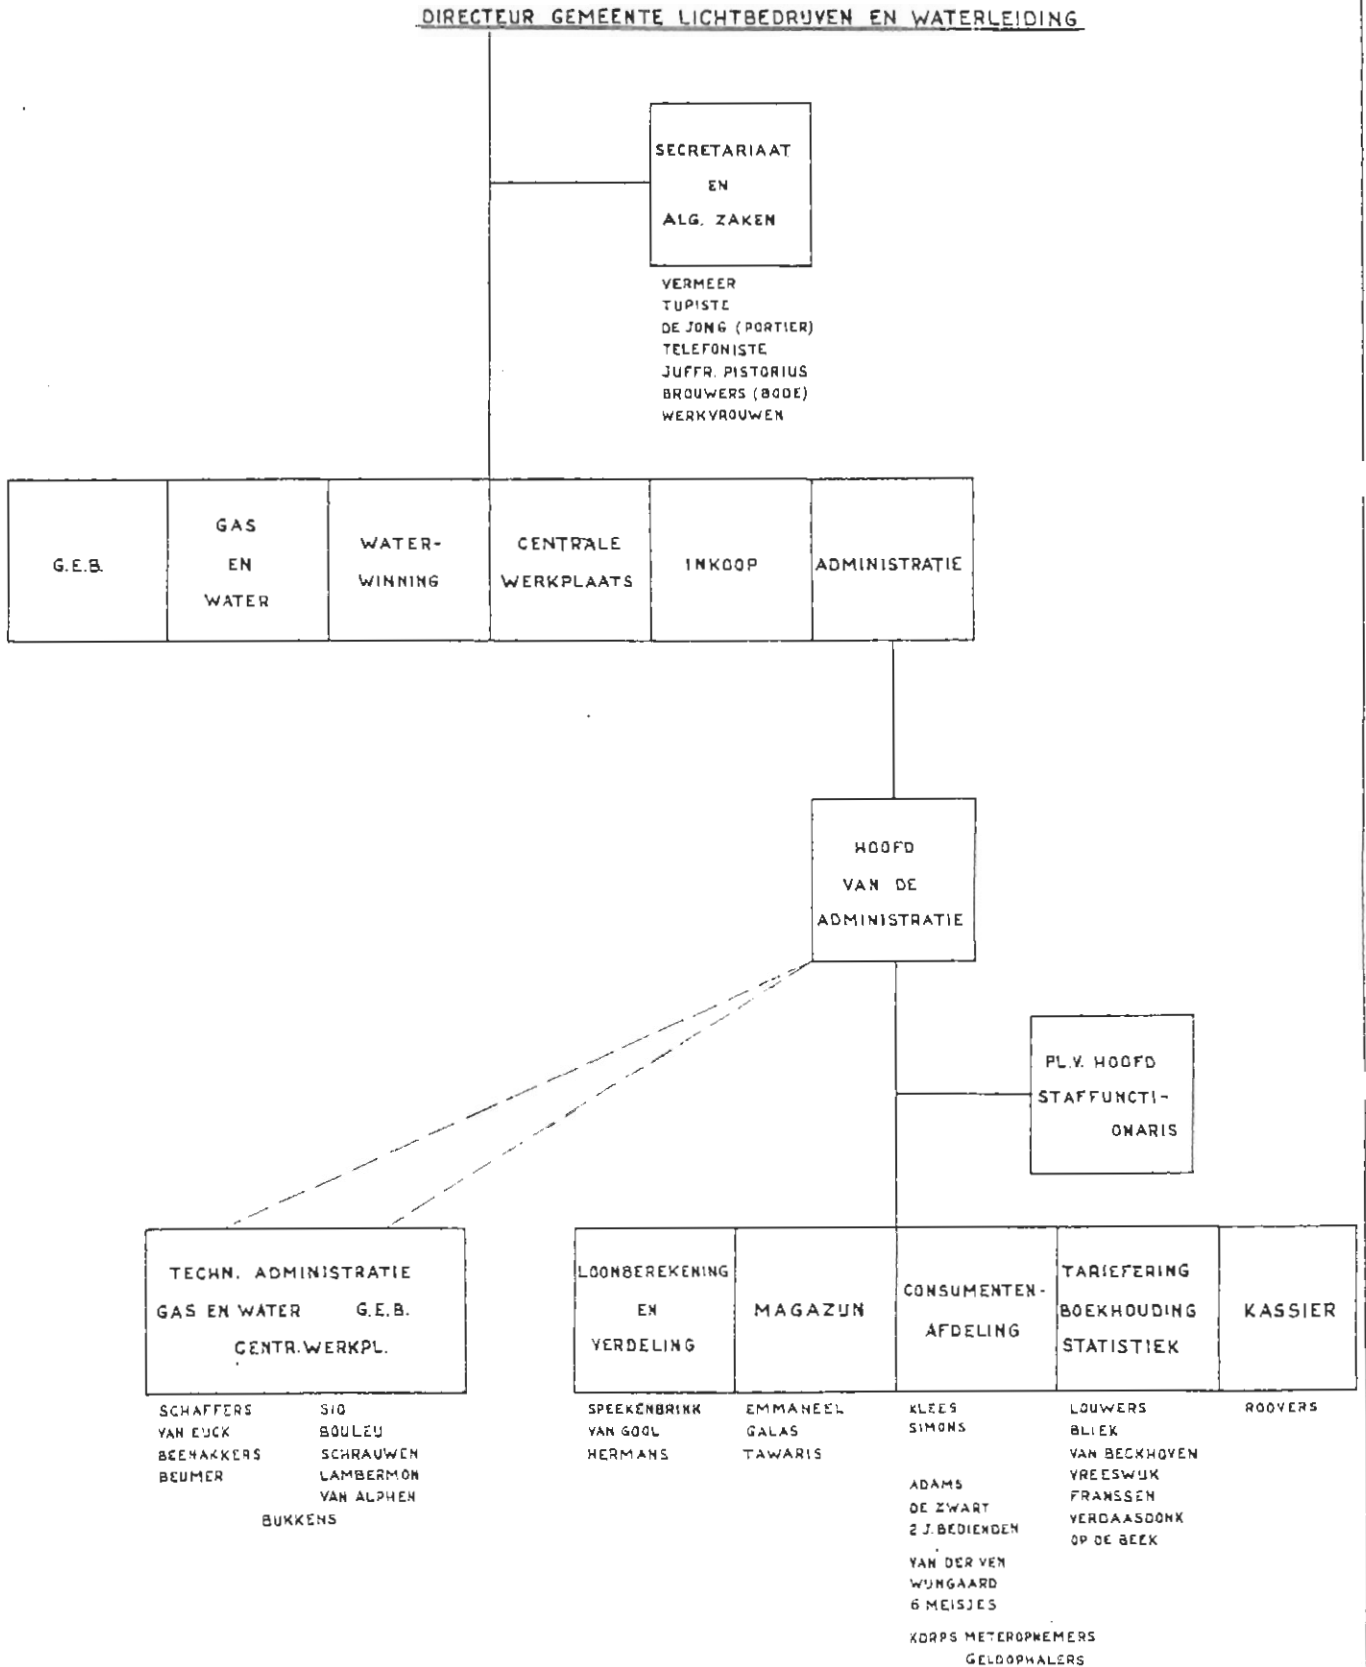 DIRECTEUR GEMEENTE LICHTBEDRIJVEN EN WATERLEIDING
SECRETARIAAT
EN
ALG. ZAKEN
VERMEER
TIJPISTE
DE JONG (PORTIER)
TELEFONISTE
JUFFR. PISTORIUS
BROUWERS (BODE)
WERKVROUWEN
G.E.B.
GAS
EN
WATER
WATER-
WINNING
CENTRALE
WERKPLAATS
INKOOP
ADMINISTRATIE
HOOFD
VAN DE
ADMINISTRATIE
PL.V. HOOFD
STAFFUNCTI-
ONARIS
TECHN. ADMINISTRATIE
GAS EN WATER G.E.B.
CENTR. WERKPL.
SCHAFFERS
VAN EIJCK
BEENAKKERS
BEUMER
SIO
BOULEIJ
SCHRAUWEN
LAMBERMON
VAN ALPHEN
BUKKENS
LOONBEREKENING
EN
VERDELING
SPEEKENBRINK
VAN GOOL
HERMANS
MAGAZIJN
EMMANEEL
GALAS
TAWARIS
CONSUMENTEN-
AFDELING
KLEES
SIMONS
ADAMS
DE ZWART
2 J. BEDIENDEN
VAN DER VEN
WIJNGAARD
6 MEISJES
KORPS METEROPNEMERS
GELDOPHALERS
TARIEFERING
BOEKHOUDING
STATISTIEK
LOUWERS
BLIEK
VAN BECKHOVEN
VREESWIJK
FRANSSEN
VERDAASDONK
OP DE BEEK
KASSIER
ROOVERS